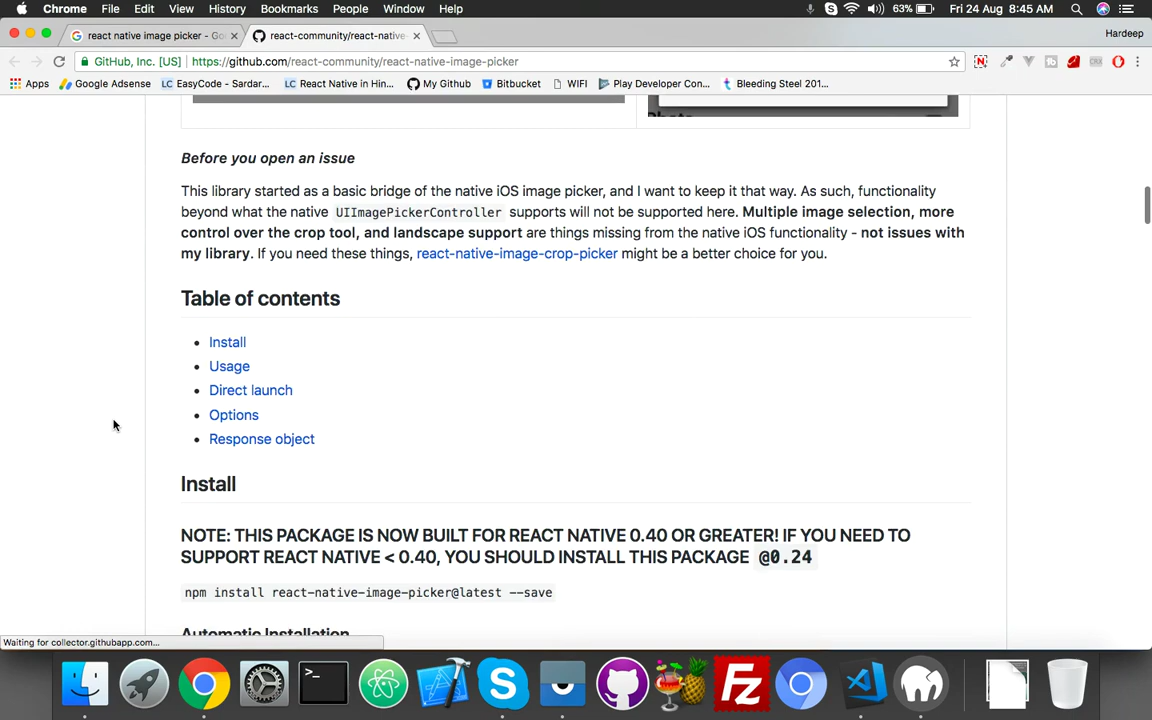 Chrome File Edit View History Bookmarks People Window Help 63% Fri 24 Aug 8:45 AM
react native image picker - Go react-community/react-native- Hardeep
GitHub, Inc. [US] https://github.com/react-community/react-native-image-picker
Apps Google Adsense LC EasyCode - Sardar... LC React Native in Hin... My Github Bitbucket WIFI Play Developer Con... Bleeding Steel 201...
Before you open an issue
This library started as a basic bridge of the native iOS image picker, and I want to keep it that way. As such, functionality
beyond what the native UIImagePickerController supports will not be supported here. Multiple image selection, more
control over the crop tool, and landscape support are things missing from the native iOS functionality - not issues with
my library. If you need these things, react-native-image-crop-picker might be a better choice for you.
Table of contents
Install
Usage
Direct launch
Options
Response object
Install
NOTE: THIS PACKAGE IS NOW BUILT FOR REACT NATIVE 0.40 OR GREATER! IF YOU NEED TO
SUPPORT REACT NATIVE < 0.40, YOU SHOULD INSTALL THIS PACKAGE @0.24
npm install react-native-image-picker@latest --save
Automatic Installation
Waiting for collector.githubapp.com...